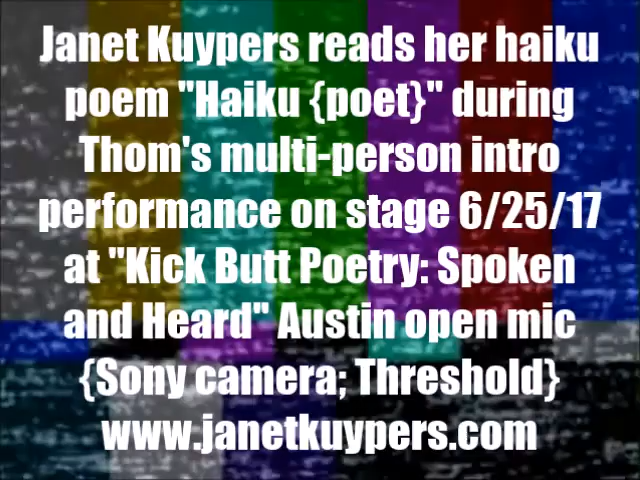 Janet Kuypers reads her haiku
poem "Haiku {poet}" during
Thom's multi-person intro
performance on stage 6/25/17
at "Kick Butt Poetry: Spoken
and Heard" Austin open mic
{Sony camera; Threshold}
www.janetkuypers.com